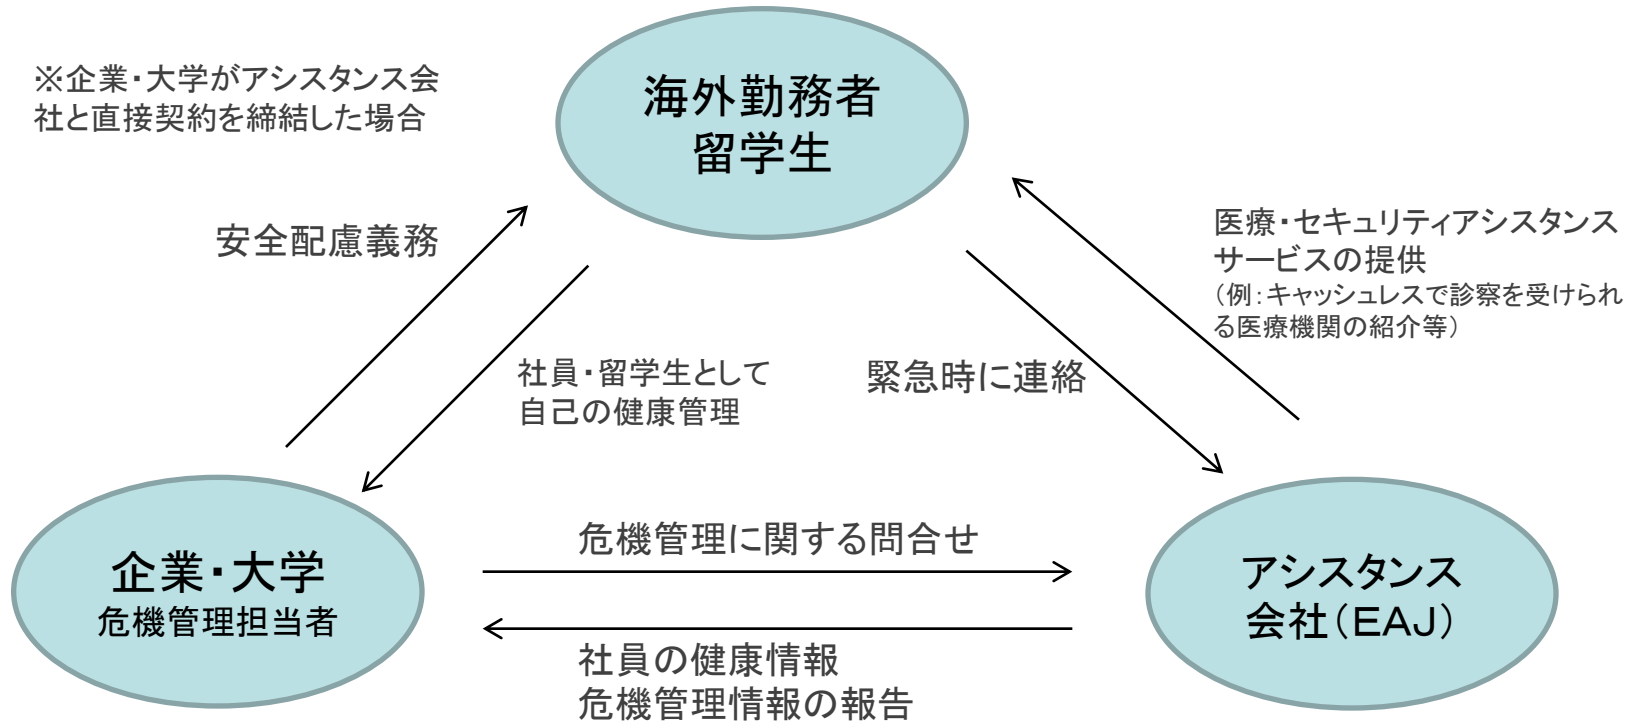 ※企業・大学がアシスタンス会
社と直接契約を締結した場合
海外勤務者
留学生
安全配慮義務
医療・セキュリティアシスタンス
サービスの提供
（例：キャッシュレスで診察を受けられ
る医療機関の紹介等）
社員・留学生として
自己の健康管理
緊急時に連絡
企業・大学
危機管理担当者
危機管理に関する問合せ
社員の健康情報
危機管理情報の報告
アシスタンス
会社（ＥＡＪ）